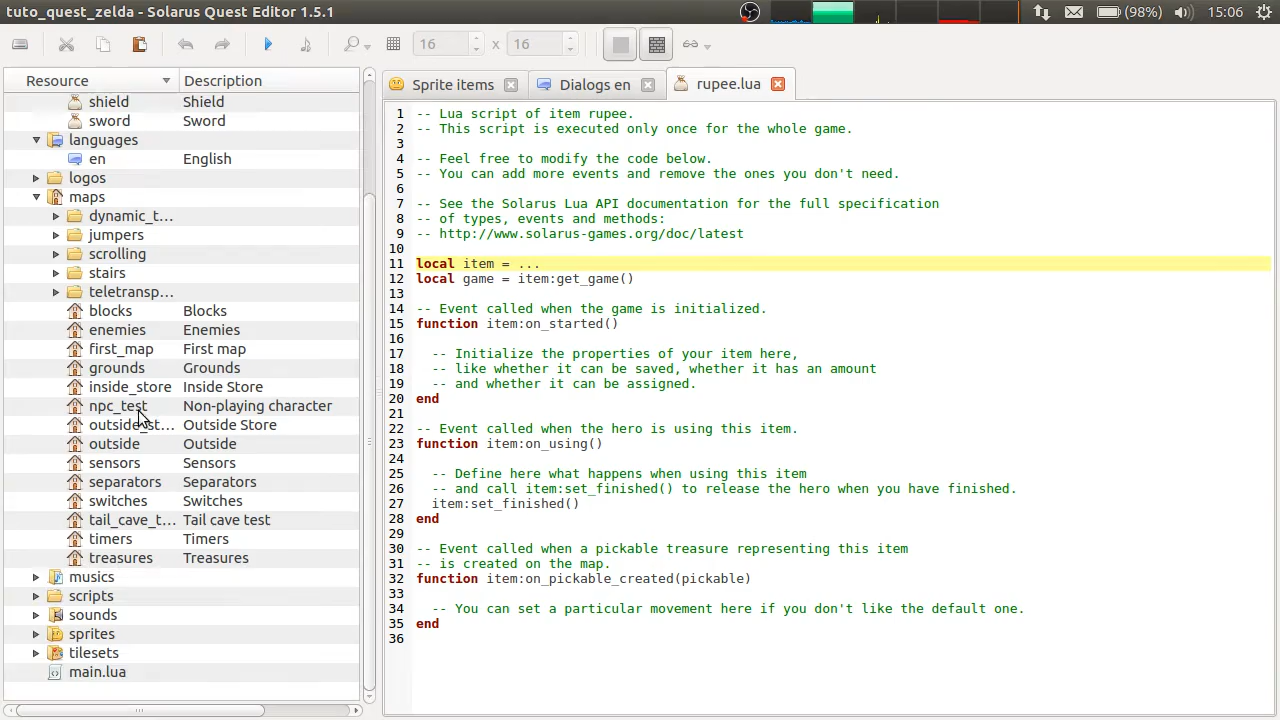 tuto_quest_zelda - Solarus Quest Editor 1.5.1
(98%)
15:06
16
x
16
Resource
Description
shield
Shield
sword
Sword
languages
en
English
logos
maps
dynamic_t...
jumpers
scrolling
stairs
teletransp...
blocks
Blocks
enemies
Enemies
first_map
First map
grounds
Grounds
inside_store
Inside Store
npc_test
Non-playing character
outside_st...
Outside Store
outside
Outside
sensors
Sensors
separators
Separators
switches
Switches
tail_cave_t...
Tail cave test
timers
Timers
treasures
Treasures
musics
scripts
sounds
sprites
tilesets
main.lua
Sprite items
Dialogs en
rupee.lua
1 -- Lua script of item rupee.
2 -- This script is executed only once for the whole game.
3
4 -- Feel free to modify the code below.
5 -- You can add more events and remove the ones you don't need.
6
7 -- See the Solarus Lua API documentation for the full specification
8 -- of types, events and methods:
9 -- http://www.solarus-games.org/doc/latest
10
11 local item = ...
12 local game = item:get_game()
13
14 -- Event called when the game is initialized.
15 function item:on_started()
16
17 -- Initialize the properties of your item here,
18 -- like whether it can be saved, whether it has an amount
19 -- and whether it can be assigned.
20 end
21
22 -- Event called when the hero is using this item.
23 function item:on_using()
24
25 -- Define here what happens when using this item
26 -- and call item:set_finished() to release the hero when you have finished.
27 item:set_finished()
28 end
29
30 -- Event called when a pickable treasure representing this item
31 -- is created on the map.
32 function item:on_pickable_created(pickable)
33
34 -- You can set a particular movement here if you don't like the default one.
35 end
36